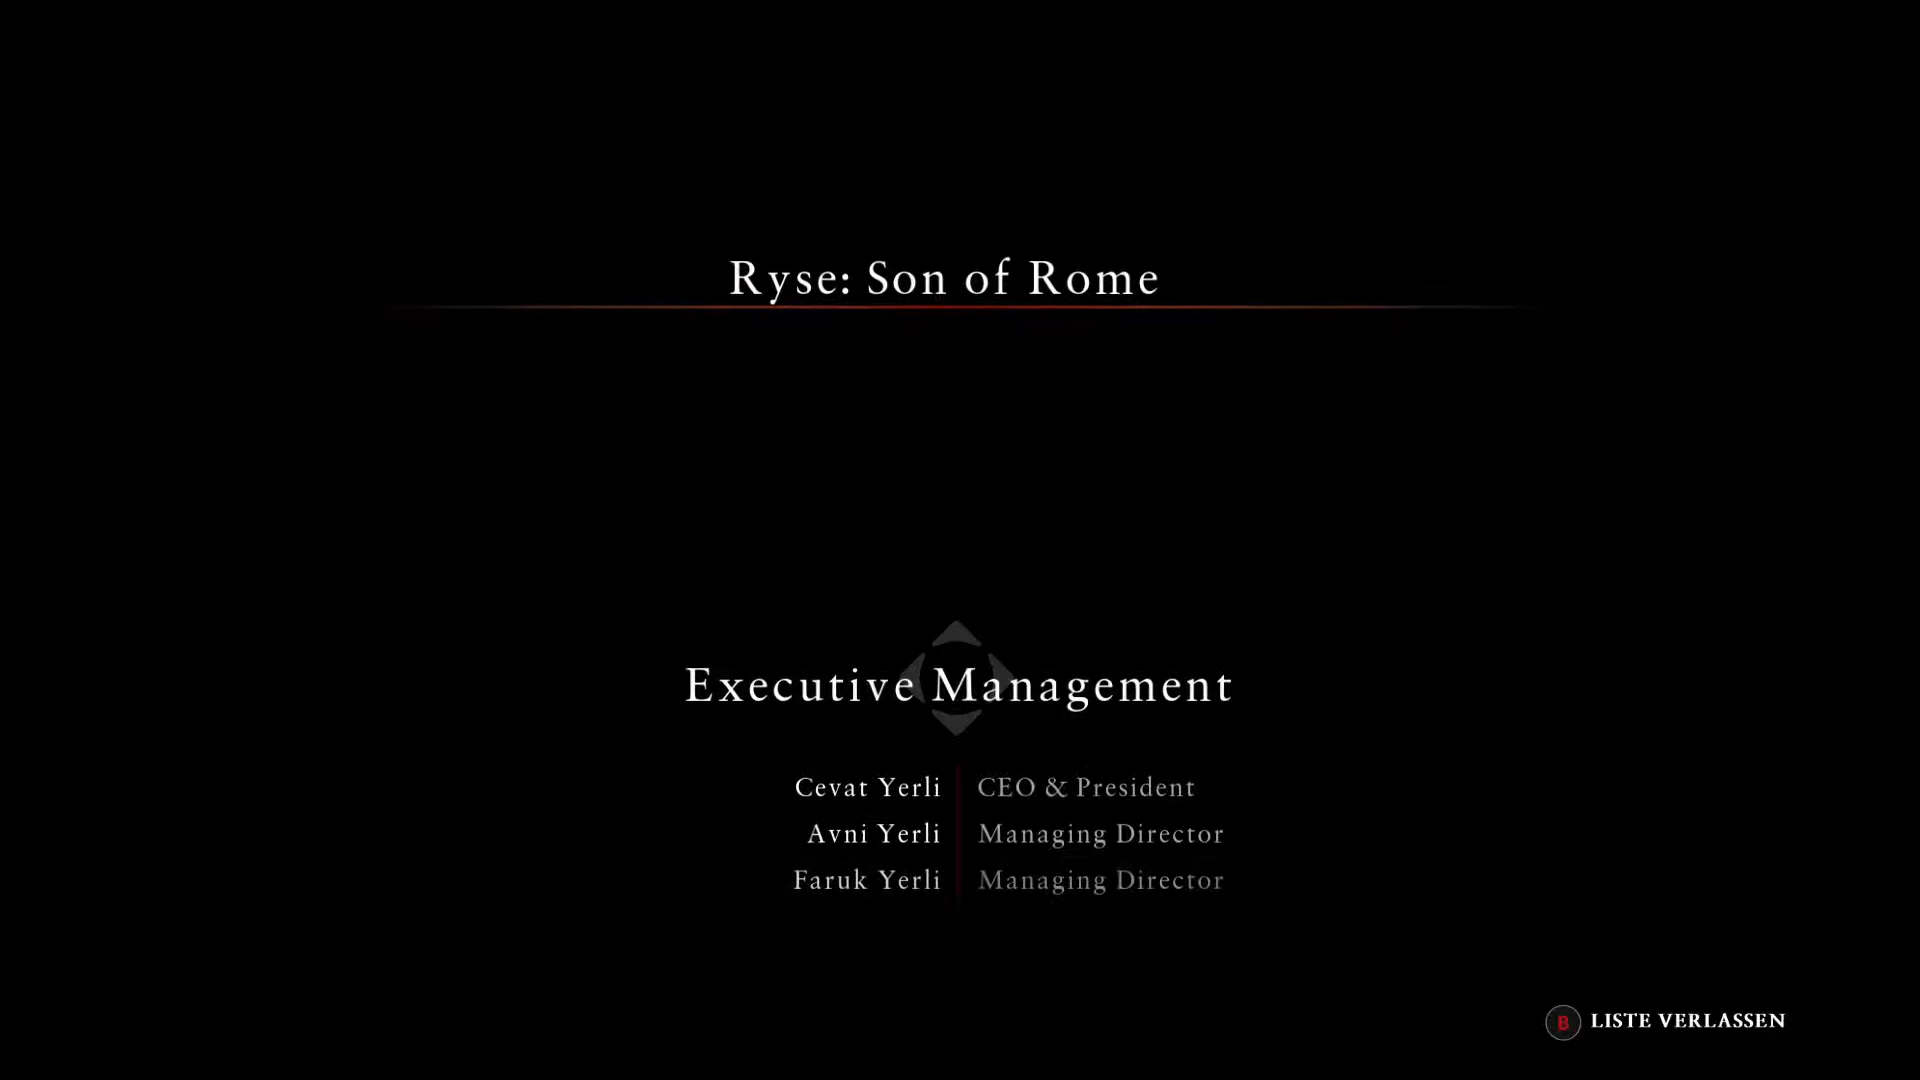 Ryse: Son of Rome
Executive Management
Cevat Yerli CEO & President
Avni Yerli Managing Director
Faruk Yerli Managing Director
B LISTE VERLASSEN